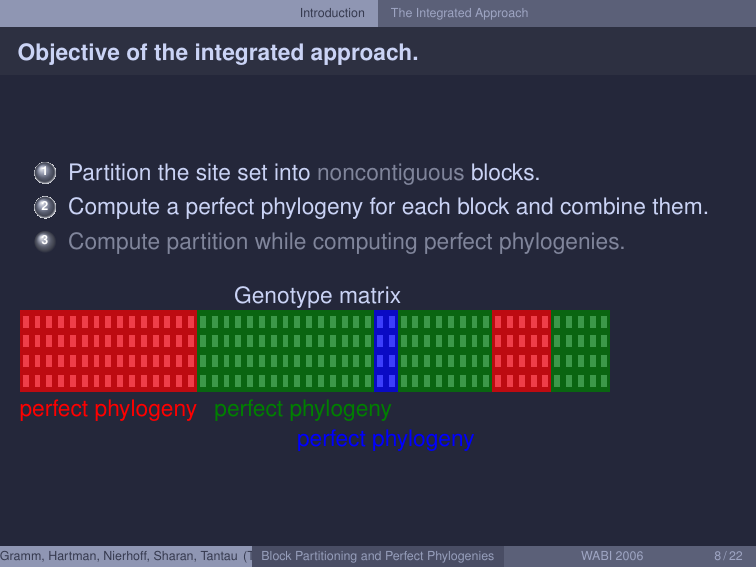 Introduction The Integrated Approach
Objective of the integrated approach.
1 Partition the site set into noncontiguous blocks.
2 Compute a perfect phylogeny for each block and combine them.
3 Compute partition while computing perfect phylogenies.
Genotype matrix
perfect phylogeny perfect phylogeny
perfect phylogeny
Gramm, Hartman, Nierhoff, Sharan, Tantau (T Block Partitioning and Perfect Phylogenies WABI 2006 8 / 22